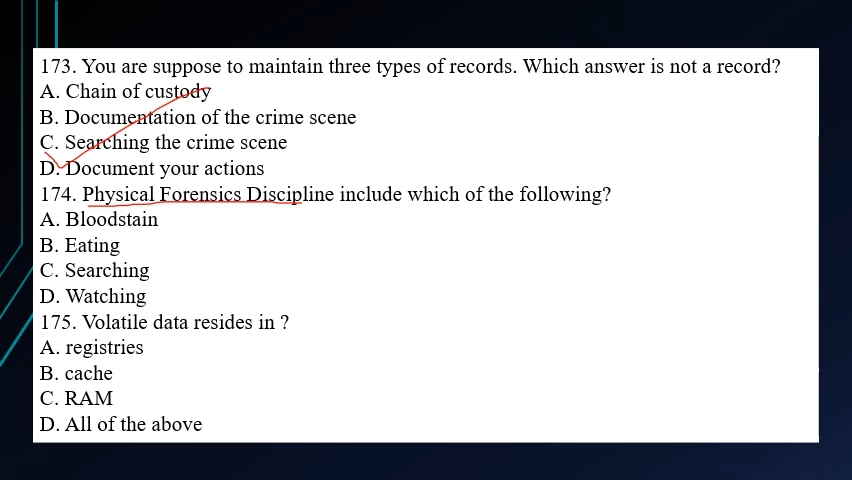 173. You are suppose to maintain three types of records. Which answer is not a record?
A. Chain of custody
B. Documentation of the crime scene
C. Searching the crime scene
D. Document your actions
174. Physical Forensics Discipline include which of the following?
A. Bloodstain
B. Eating
C. Searching
D. Watching
175. Volatile data resides in ?
A. registries
B. cache
C. RAM
D. All of the above